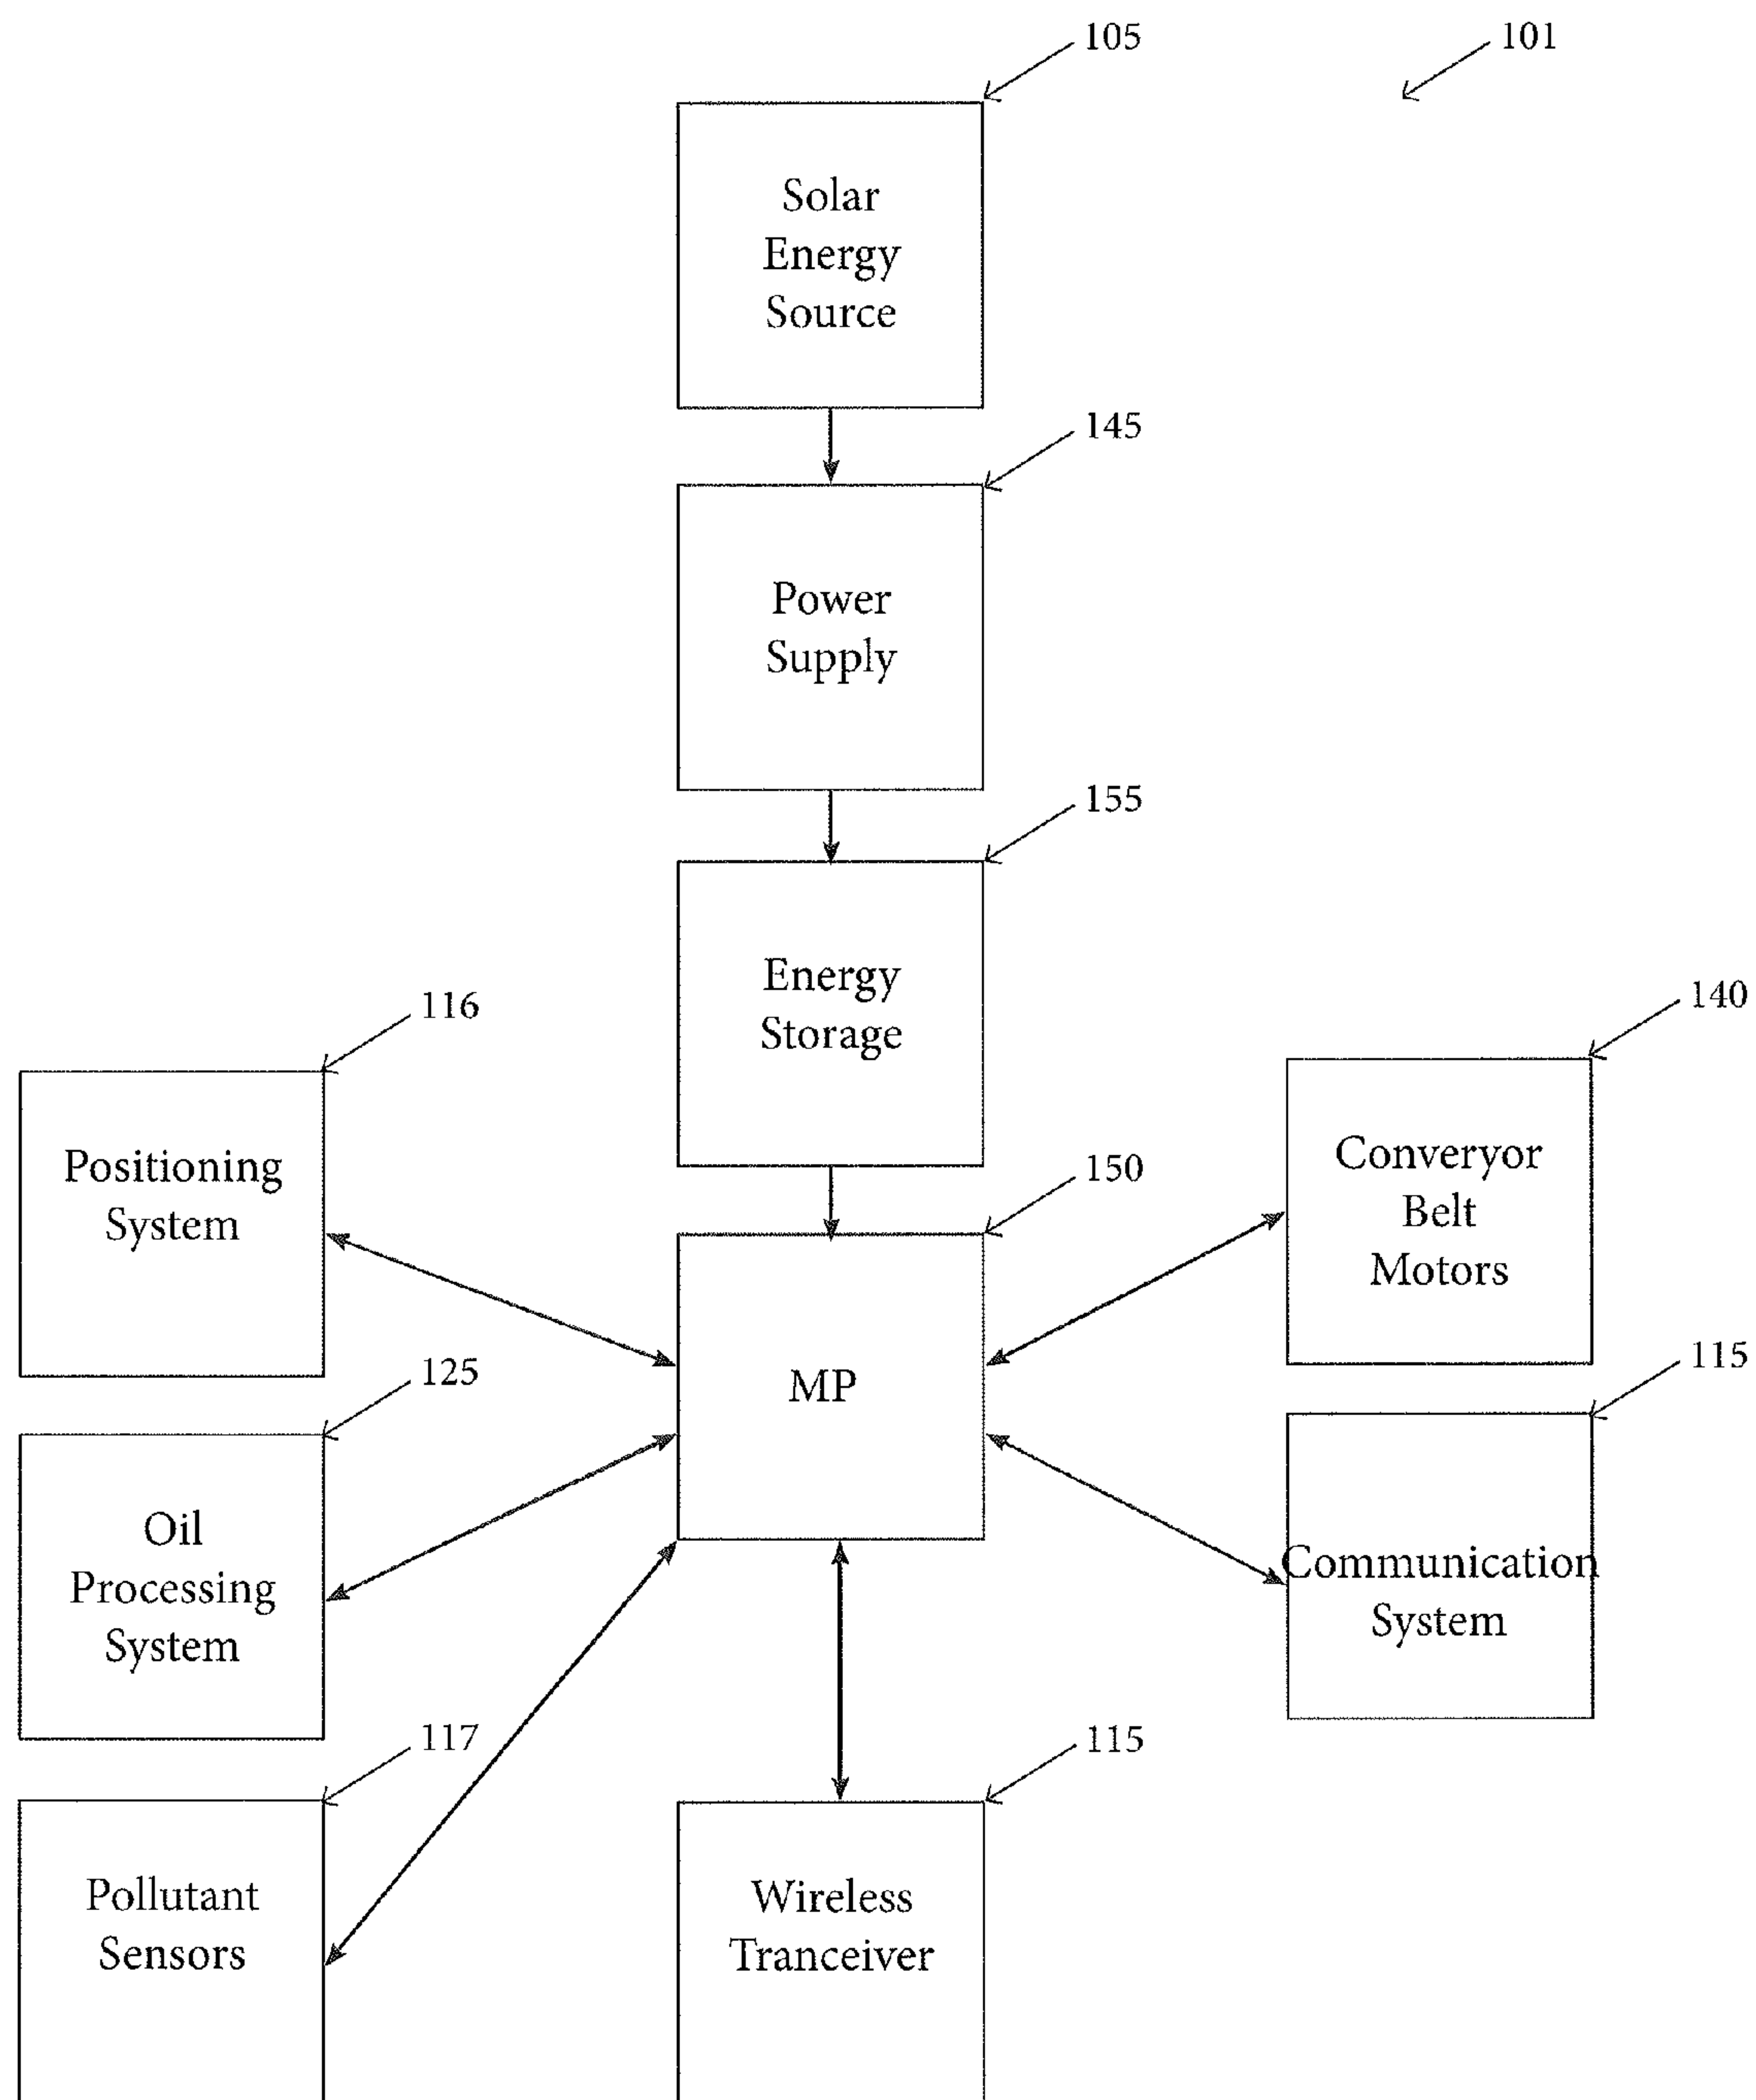 105
101
Solar
Energy
Source
145
Power
Supply
155
Energy
Storage
116
Positioning
System
140
Converyor
Belt
Motors
150
MP
125
Oil
Processing
System
115
Communication
System
117
Pollutant
Sensors
115
Wireless
Tranceiver